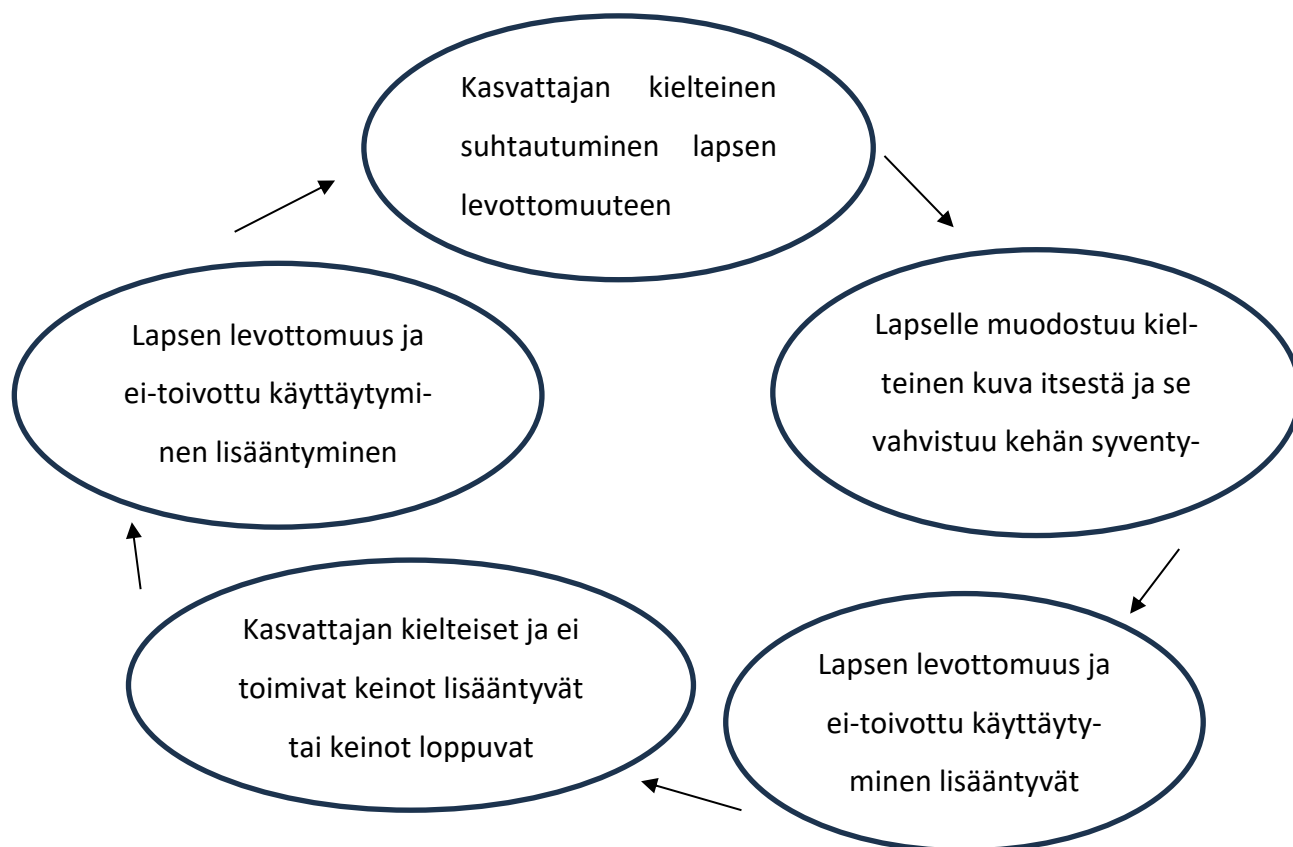 Kasvattajan kielteinen
suhtautuminen lapsen
levottomuuteen
Lapselle muodostuu kiel-
teinen kuva itsestä ja se
vahvistuu kehän syventy-
Lapsen levottomuus ja
ei-toivottu käyttäyty-
minen lisääntyvät
Kasvattajan kielteiset ja ei
toimivat keinot lisääntyvät
tai keinot loppuvat
Lapsen levottomuus ja
ei-toivottu käyttäytymi-
nen lisääntyminen